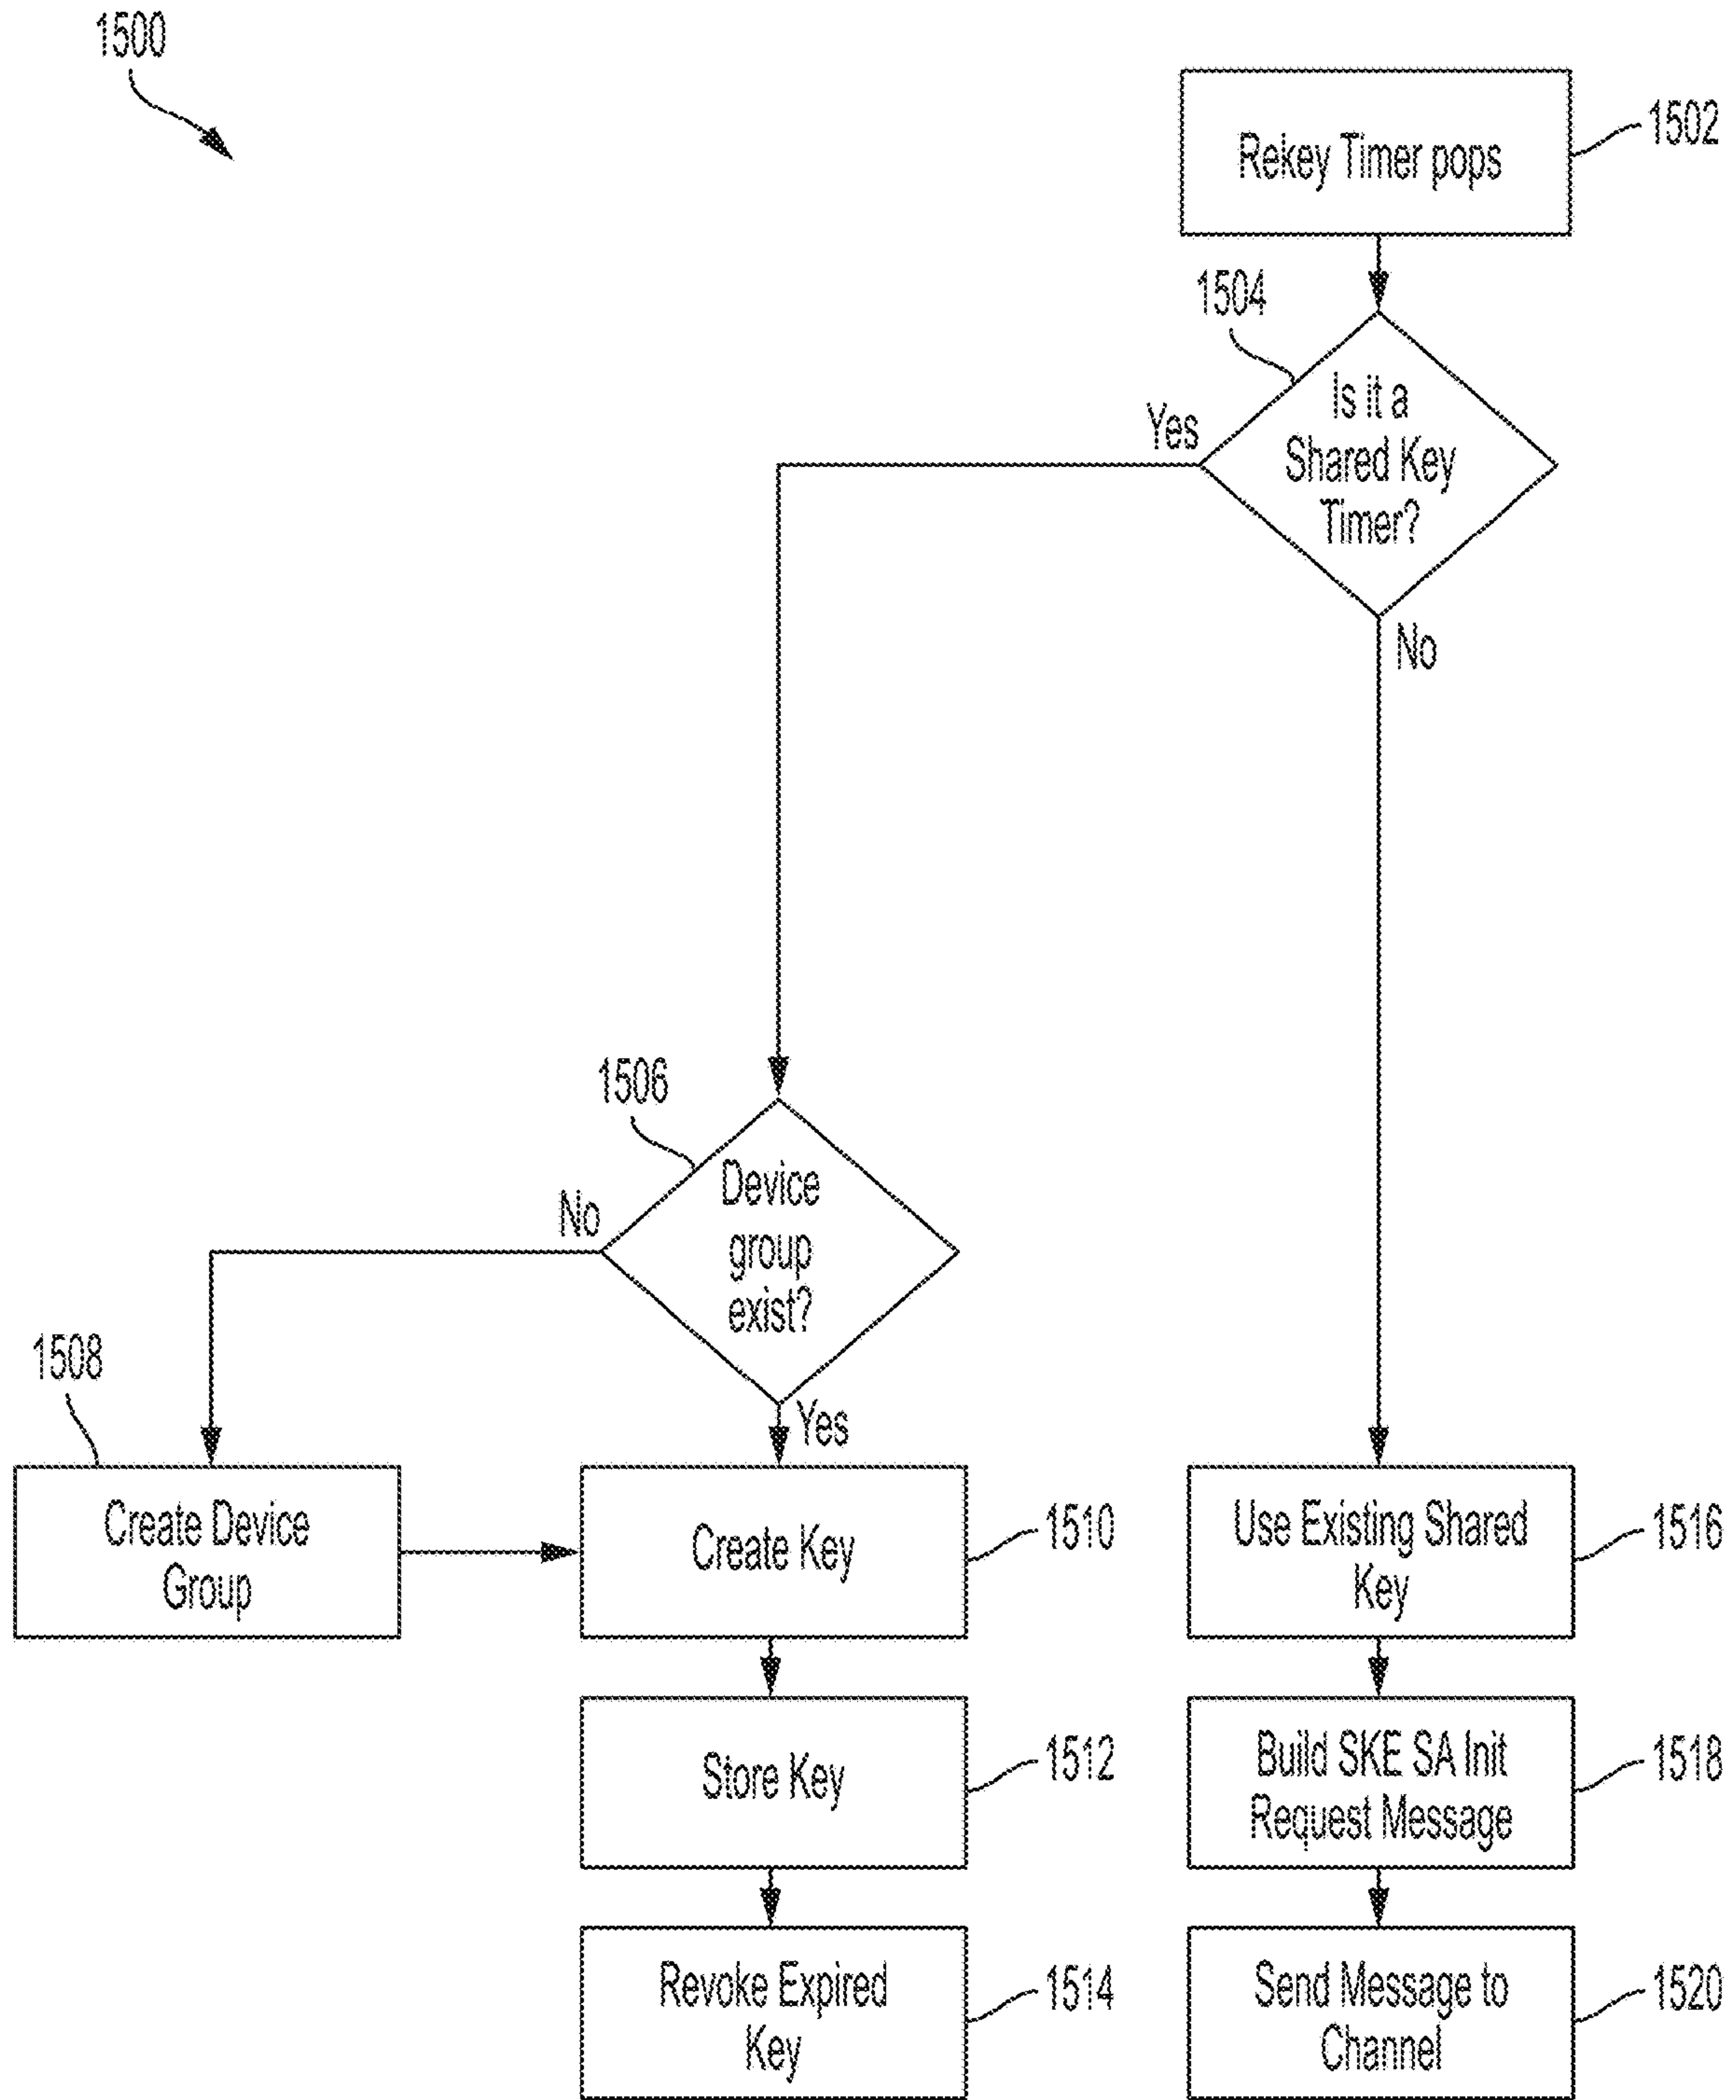 1500
Rekey Timer pops
1502
1504
Is it a
Shared Key
Timer?
Yes
No
1506
Device
group
exist?
No
Yes
1508
Create Device
Group
Create Key
1510
Use Existing Shared
Key
1516
Store Key
1512
Build SKE SA Init
Request Message
1518
Revoke Expired
Key
1514
Send Message to
Channel
1520